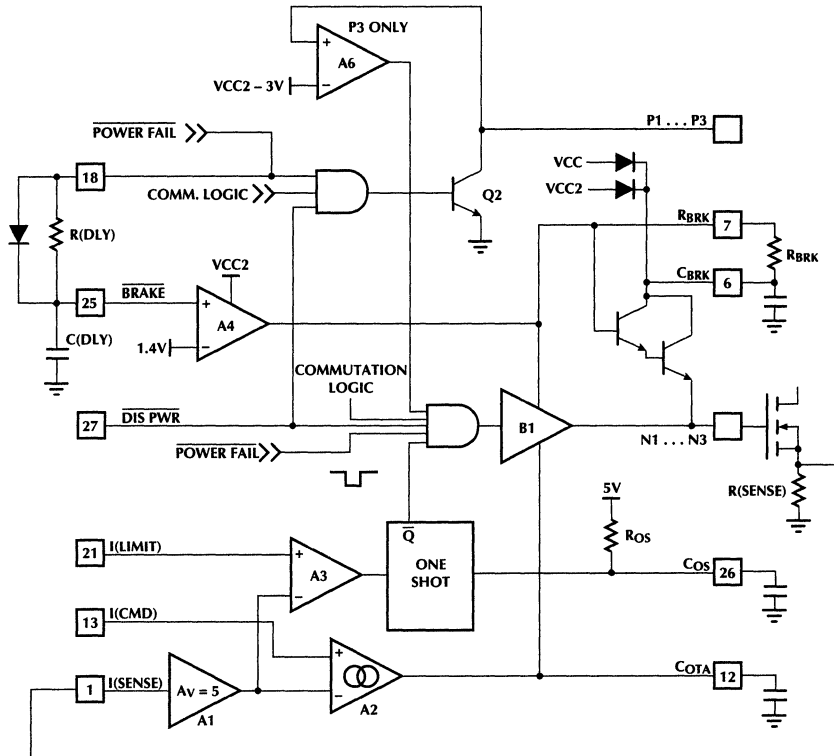 P3 ONLY
+
A6
VCC2 – 3V
–
POWER FAIL
P1 . . . P3
18
COMM. LOGIC
VCC
VCC2
Q2
RBRK
7
R(DLY)
RBRK
VCC2
CBRK
6
25
BRAKE
+
A4
C(DLY)
1.4V
–
COMMUTATION
LOGIC
27
DIS PWR
B1
N1 . . . N3
POWER FAIL
R(SENSE)
5V
Q
ROS
21
I(LIMIT)
+
A3
ONE
SHOT
COS
26
–
13
I(CMD)
+
1
I(SENSE)
AV = 5
–
COTA
12
A1
A2